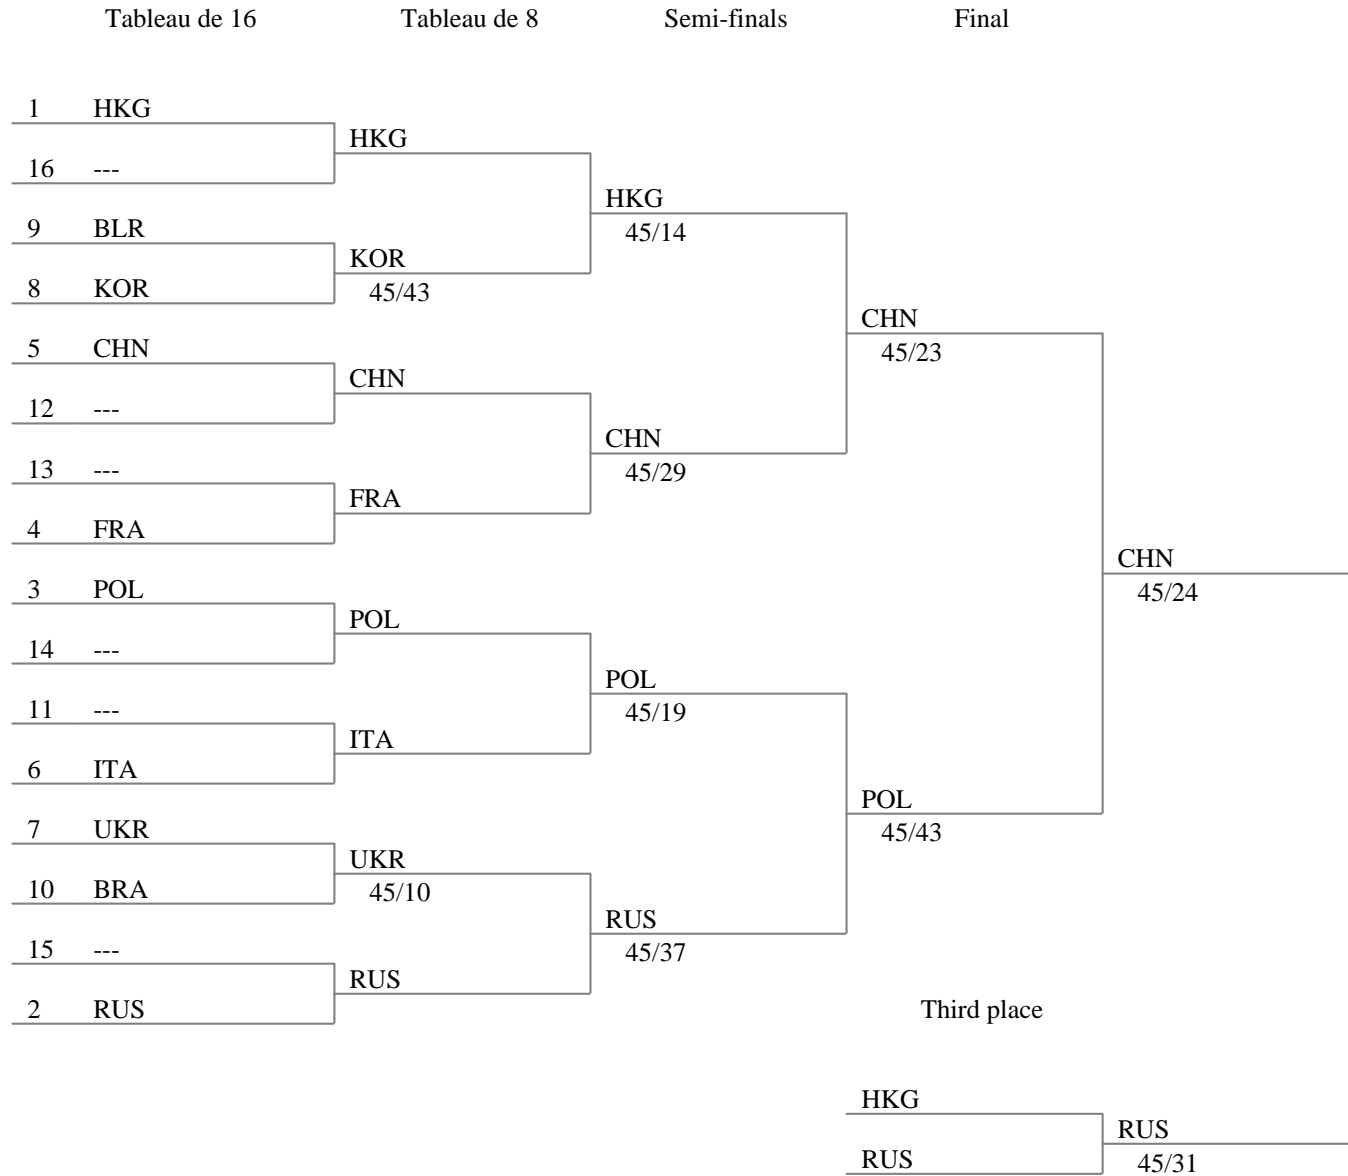 Tableau de 16 Tableau de 8 Semi-finals Final
1 HKG
HKG
16 ---
HKG
45/14
9 BLR
KOR
45/43
8 KOR
CHN
45/23
5 CHN
CHN
12 ---
CHN
45/29
13 ---
FRA
4 FRA
CHN
45/24
3 POL
POL
14 ---
POL
45/19
11 ---
ITA
6 ITA
POL
45/43
7 UKR
UKR
45/10
10 BRA
RUS
45/37
15 ---
RUS
2 RUS
Third place
HKG
RUS
45/31
RUS